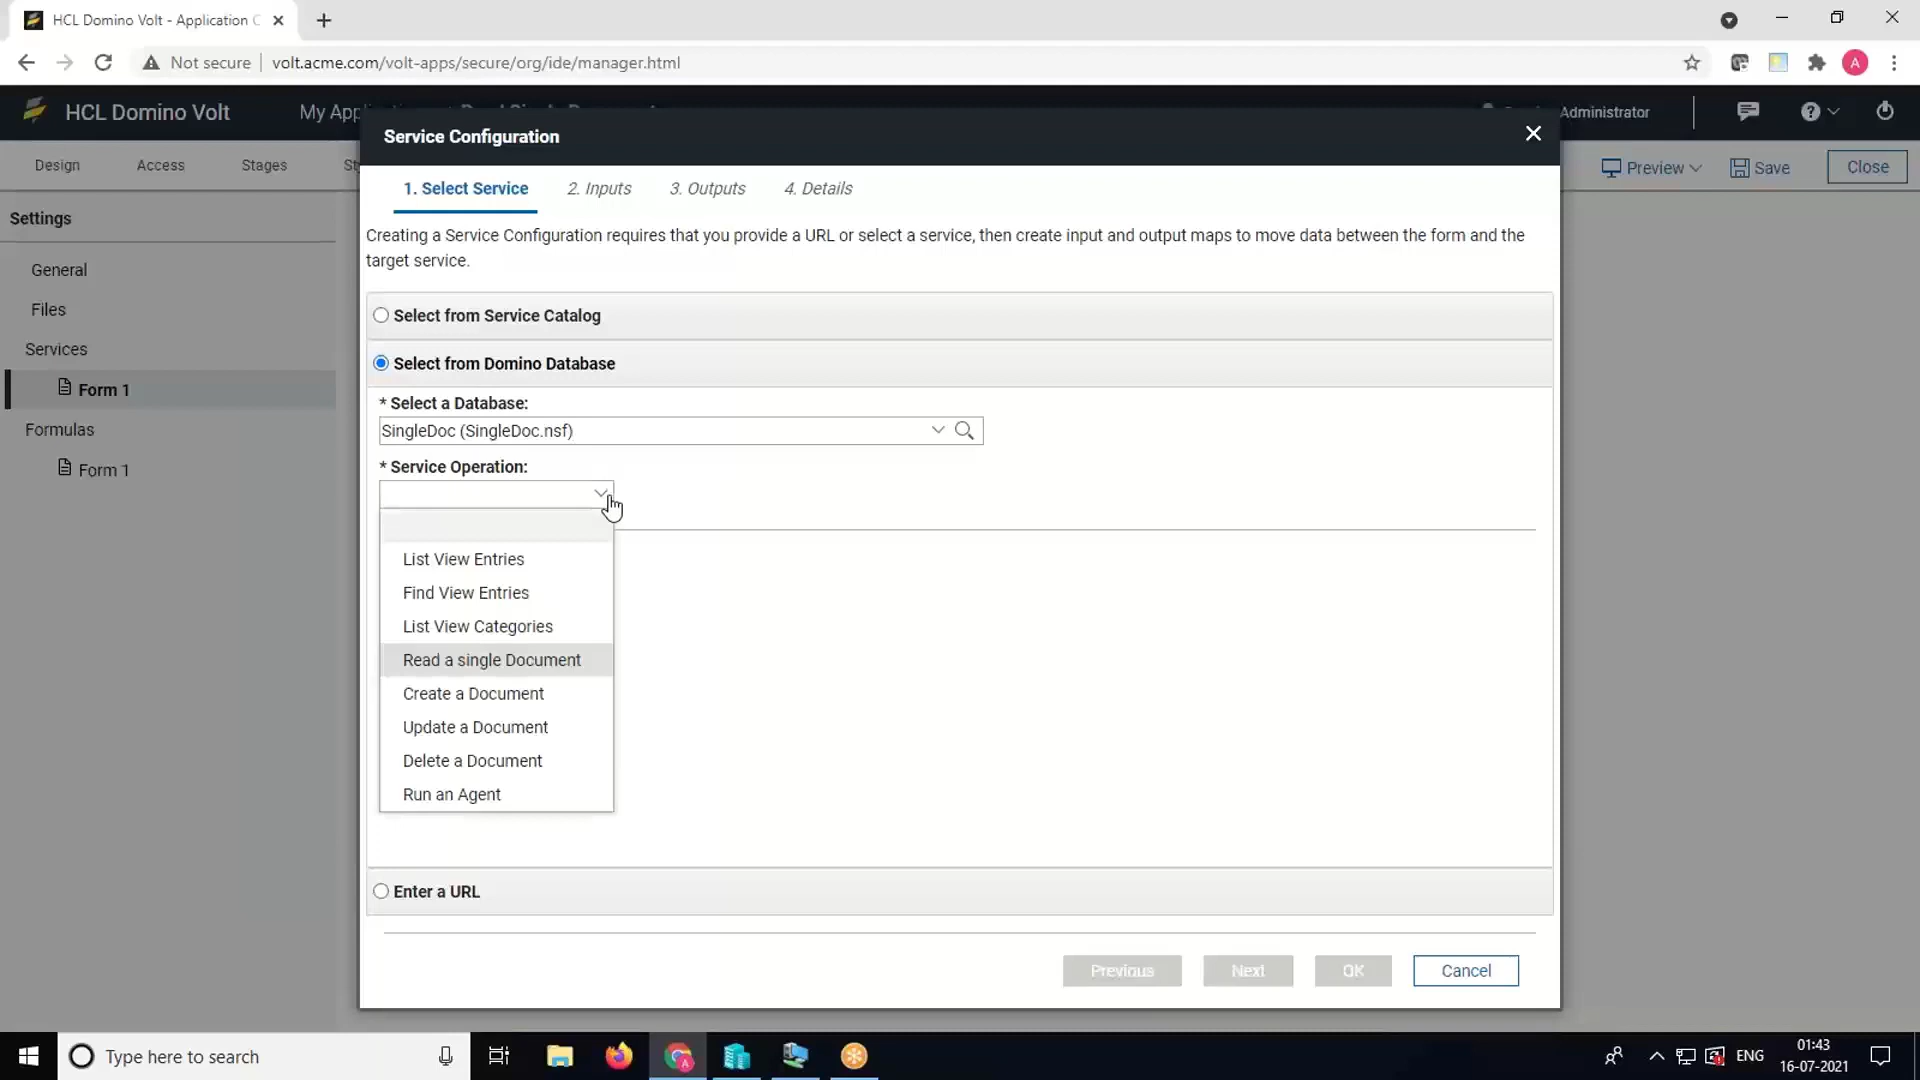 HCL Domino Volt - Application C
Not secure
volt.acme.com/volt-apps/secure/org/ide/manager.html
A
HCL Domino Volt
My App
Administrator
Service Configuration
Design
Access
Stages
Preview
Save
Close
Settings
General
Files
Services
Form 1
Formulas
Form 1
1. Select Service
2. Inputs
3. Outputs
4. Details
Creating a Service Configuration requires that you provide a URL or select a service, then create input and output maps to move data between the form and the
target service.
Select from Service Catalog
Select from Domino Database
* Select a Database:
SingleDoc (SingleDoc.nsf)
* Service Operation:
List View Entries
Find View Entries
List View Categories
Read a single Document
Create a Document
Update a Document
Delete a Document
Run an Agent
Enter a URL
Previous
Next
OK
Cancel
Type here to search
ENG
01:43
16-07-2021